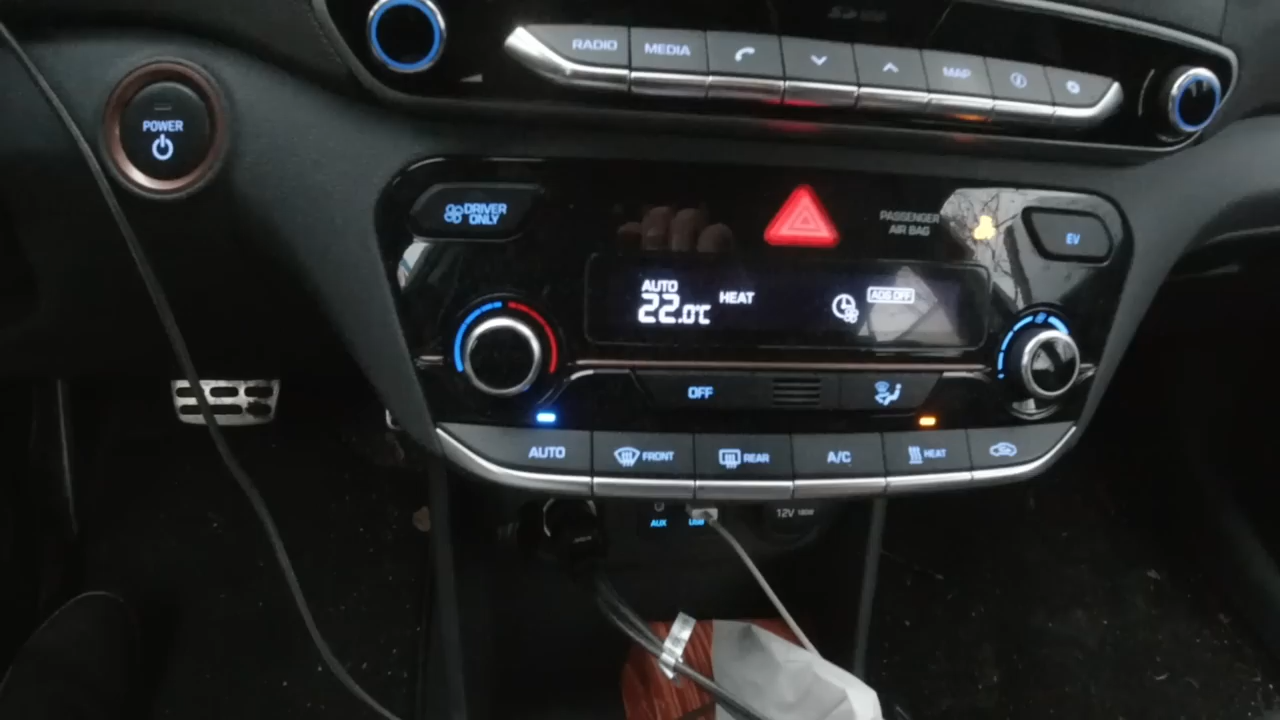 RADIO
MEDIA
MAP
POWER
DRIVER
ONLY
PASSENGER
AIR BAG
EV
AUTO
22.0℃
HEAT
ADS OFF
OFF
AUTO
FRONT
REAR
A/C
HEAT
AUX
USB
12V 180W